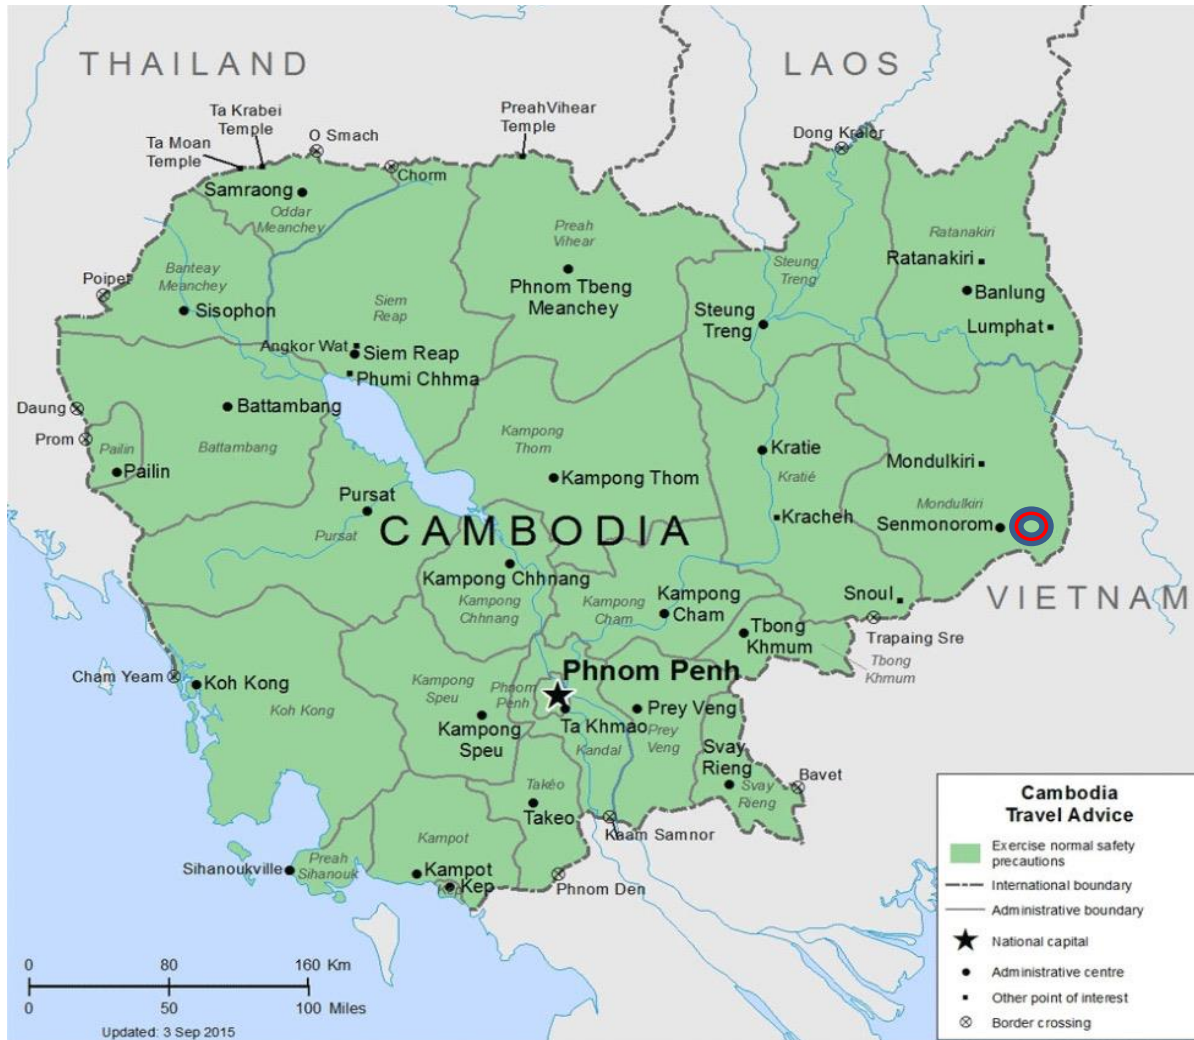 THAILAND
LAOS
Ta Krabei
Temple
Ta Moan
Temple
O Smach
Preah Vihear
Temple
Chorm
Dong Kralor
Samraong
Oddar
Meanchey
Preah
Vihear
Ratanakiri
Ratanakiri
Steung
Treng
Banteay
Meanchey
Poipet
Phnom Tbeng
Meanchey
Banlung
Siem
Reap
Sisophon
Steung
Treng
Lumphat
Angkor Wat
Siem Reap
Phumi Chhma
Daung
Battambang
Prom
Pailin
Battambang
Kampong
Thom
Kratie
Pailin
Kampong Thom
Kratié
Mondulkiri
Pursat
Mondulkiri
Kracheh
Senmonorom
Pursat
CAMBODIA
Kampong Chhnang
Kampong
Chhnang
Kampong
Cham
Kampong
Cham
Snoul
VIETNAM
Tbong
Khmum
Trapaing Sre
Tbong
Khmum
Phnom Penh
Cham Yeam
Koh Kong
Koh Kong
Kampong
Speu
Phnom
Penh
Kampong
Speu
Ta Khmao
Prey Veng
Kandal
Prey
Veng
Svay
Rieng
Svay
Rieng
Bavet
Takéo
Takeo
Kaam Samnor
Kampot
Sihanoukville
Preah
Sihanouk
Kampot
Kep
Kep
Phnom Den
Cambodia
Travel Advice
Exercise normal safety
precautions
International boundary
Administrative boundary
National capital
Administrative centre
Other point of interest
Border crossing
0 80 160 Km
0 50 100 Miles
Updated: 3 Sep 2015